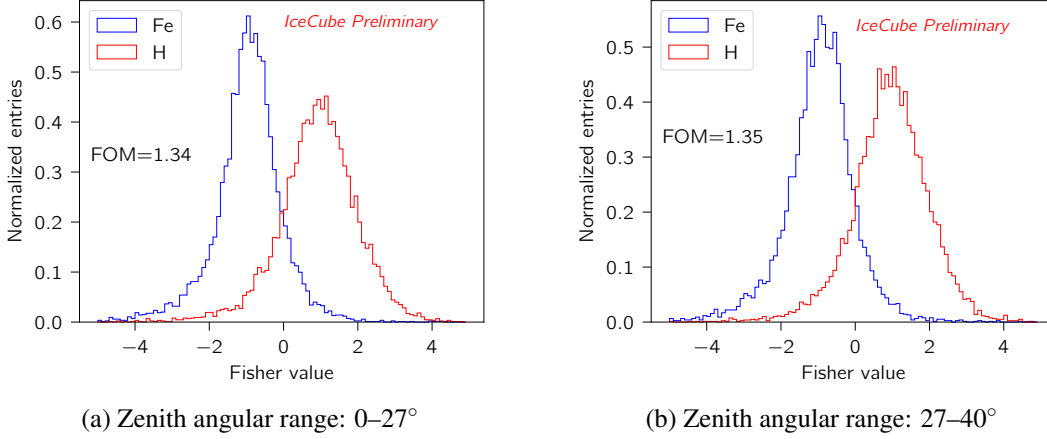 IceCube Preliminary
Fe
H
FOM=1.34
Normalized entries
0.6
0.5
0.4
0.3
0.2
0.1
0.0
−4 −2 0 2 4
Fisher value
(a) Zenith angular range: 0–27°
IceCube Preliminary
Fe
H
FOM=1.35
Normalized entries
0.5
0.4
0.3
0.2
0.1
0.0
−4 −2 0 2 4
Fisher value
(b) Zenith angular range: 27–40°